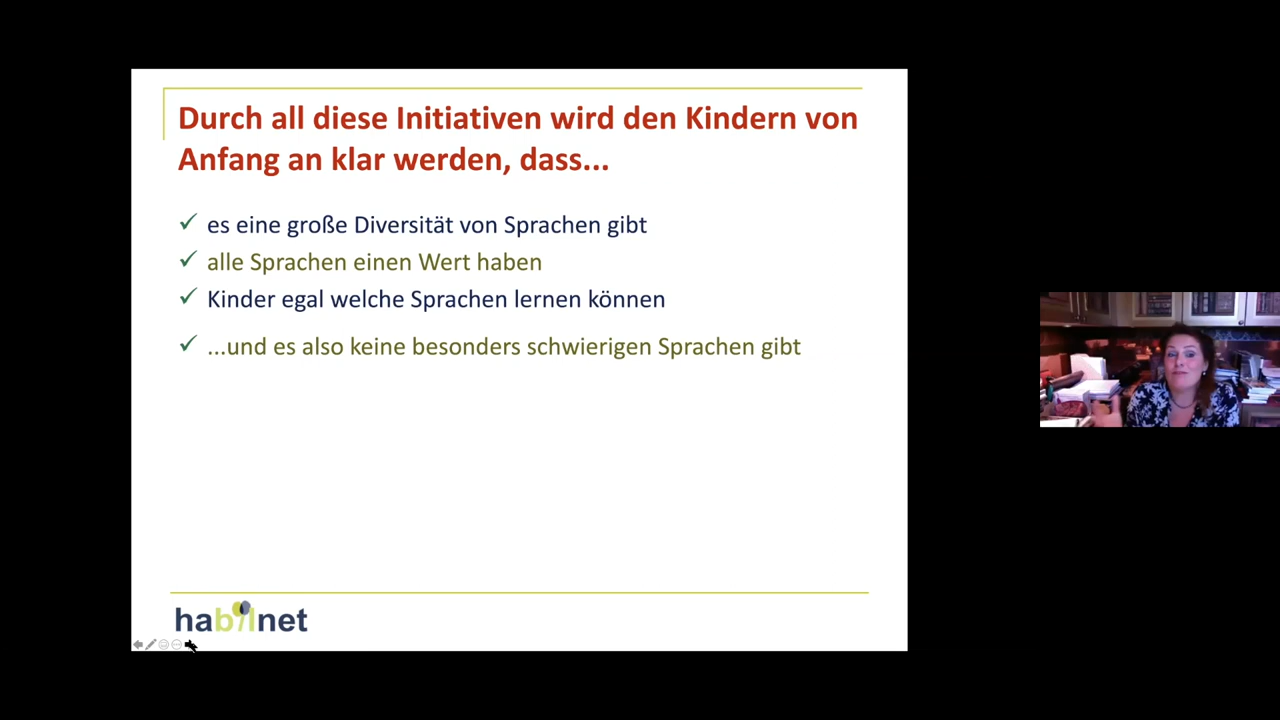 Durch all diese Initiativen wird den Kindern von
Anfang an klar werden, dass...
✓ es eine große Diversität von Sprachen gibt
✓ alle Sprachen einen Wert haben
✓ Kinder egal welche Sprachen lernen können
✓ ...und es also keine besonders schwierigen Sprachen gibt
habilnet